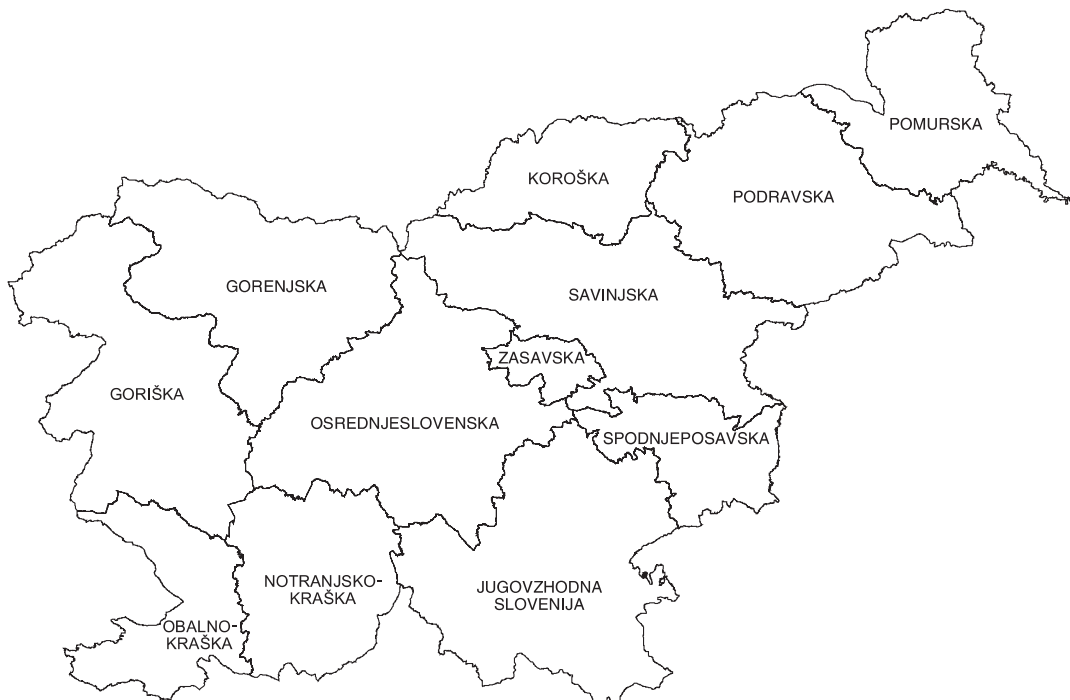 POMURSKA
KOROŠKA
PODRAVSKA
GORENJSKA
SAVINJSKA
ZASAVSKA
GORIŠKA
OSREDNJESLOVENSKA
SPODNJEPOSAVSKA
NOTRANJSKO-
KRAŠKA
JUGOVZHODNA
SLOVENIJA
OBALNO-
KRAŠKA